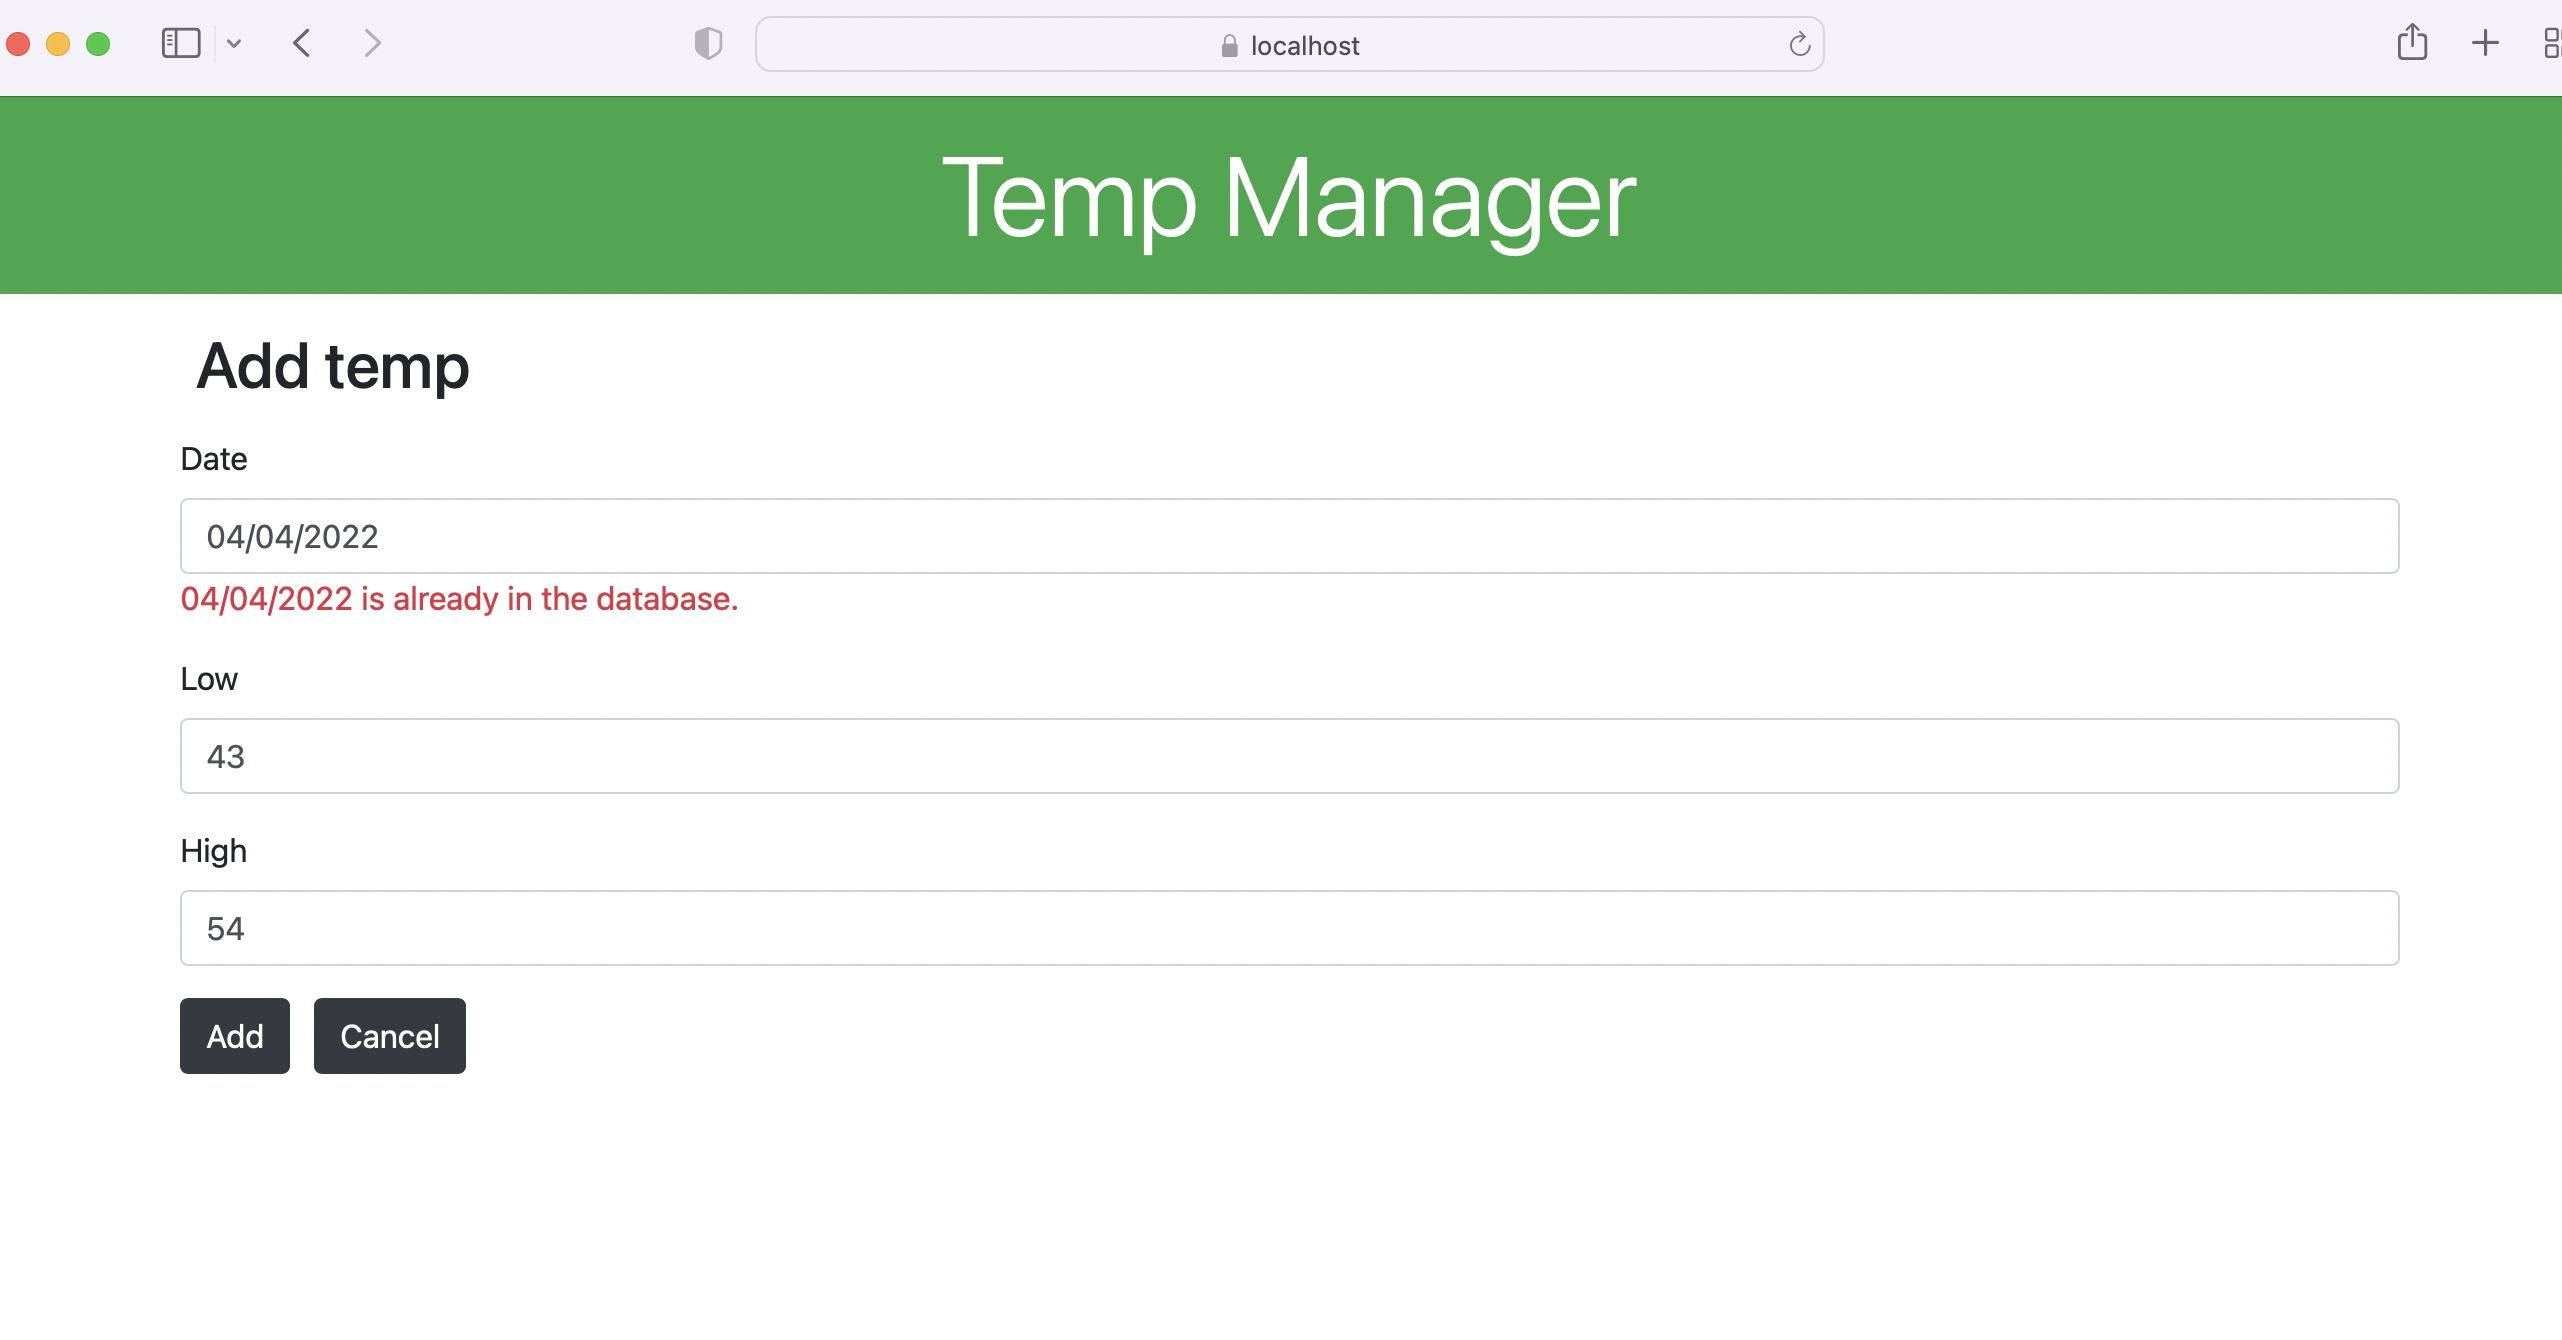 localhost
Temp Manager
Add temp
Date
04/04/2022
04/04/2022 is already in the database.
Low
43
High
54
Add Cancel